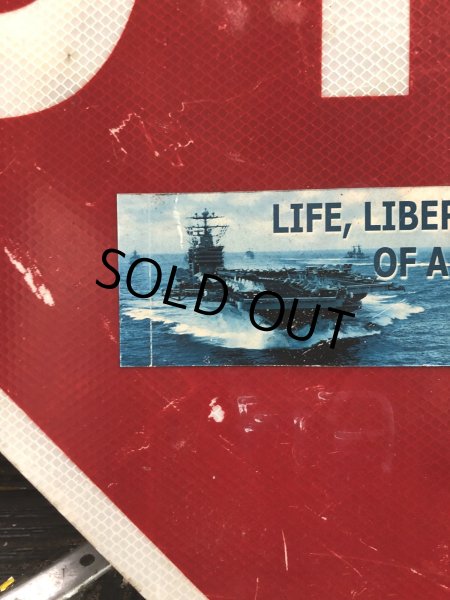 LIFE, LIBER
OF A
SOLD OUT